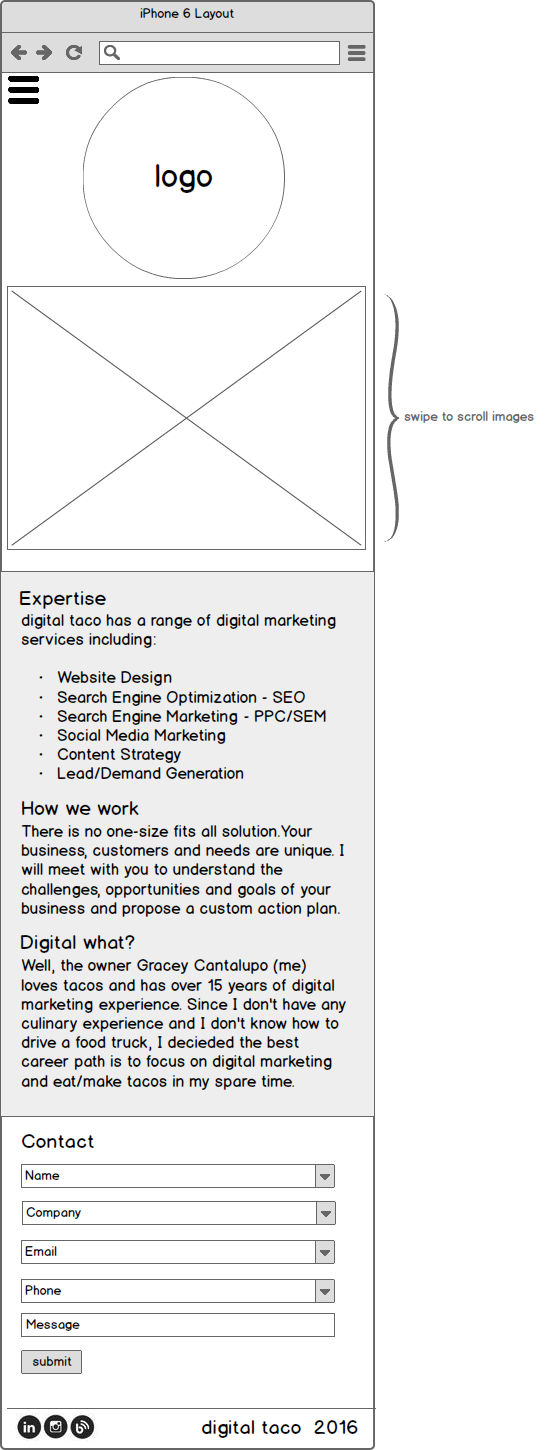 iPhone 6 Layout
logo
swipe to scroll images
Expertise
digital taco has a range of digital marketing
services including:
· Website Design
· Search Engine Optimization - SEO
· Search Engine Marketing - PPC/SEM
· Social Media Marketing
· Content Strategy
· Lead/Demand Generation
How we work
There is no one-size fits all solution.Your
business, customers and needs are unique. I
will meet with you to understand the
challenges, opportunities and goals of your
business and propose a custom action plan.
Digital what?
Well, the owner Gracey Cantalupo (me)
loves tacos and has over 15 years of digital
marketing experience. Since I don't have any
culinary experience and I don't know how to
drive a food truck, I decieded the best
career path is to focus on digital marketing
and eat/make tacos in my spare time.
Contact
Name
Company
Email
Phone
Message
submit
in
digital taco 2016